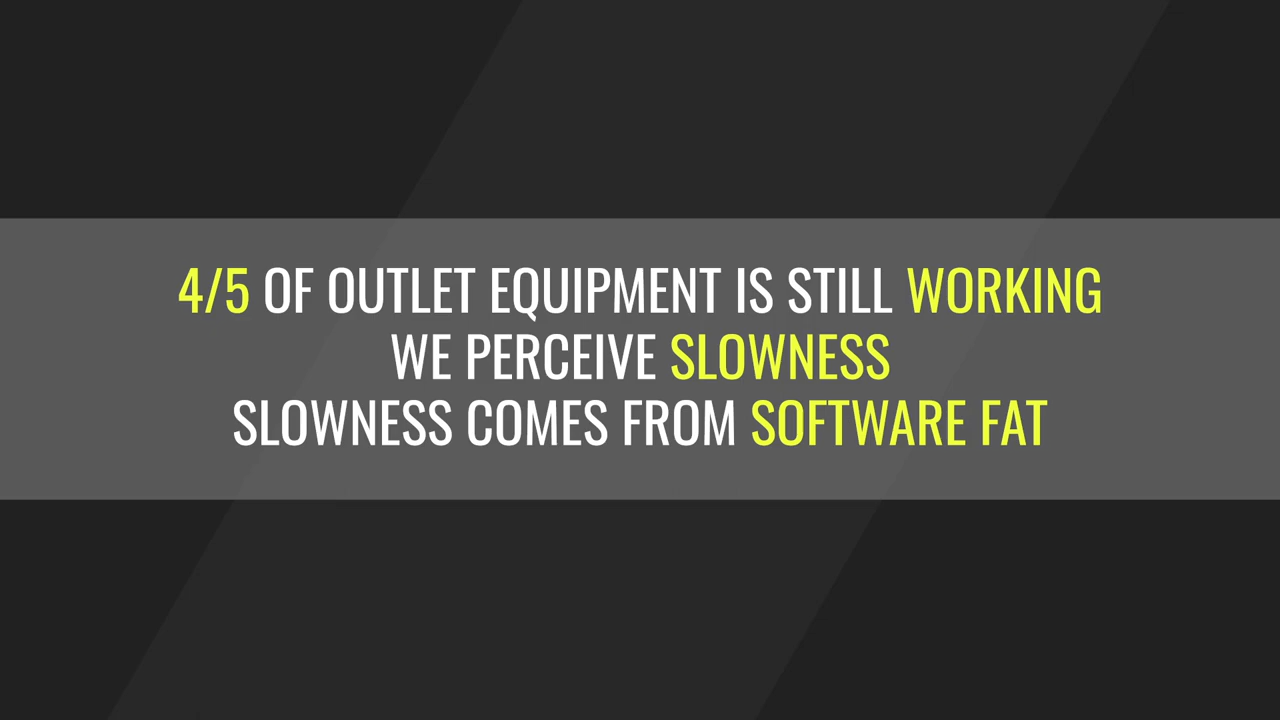 4/5 OF OUTLET EQUIPMENT IS STILL WORKING
WE PERCEIVE SLOWNESS
SLOWNESS COMES FROM SOFTWARE FAT